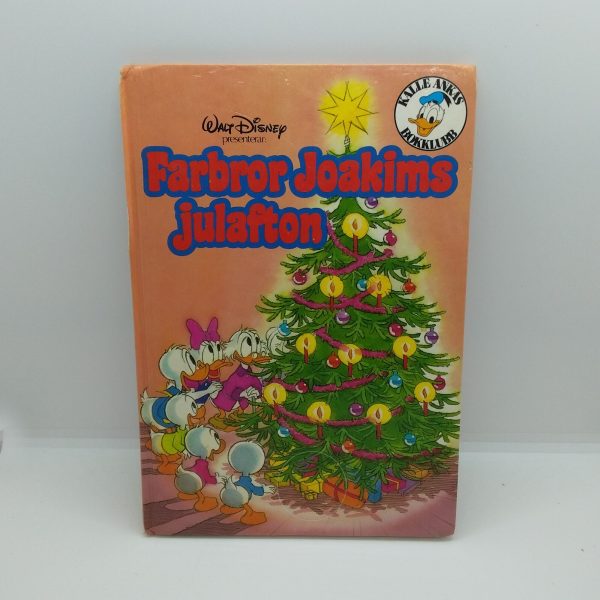 WALT DISNEY
presenterar:
Farbror Joakims
julafton
KALLE ANKAS
BOKKLUBB